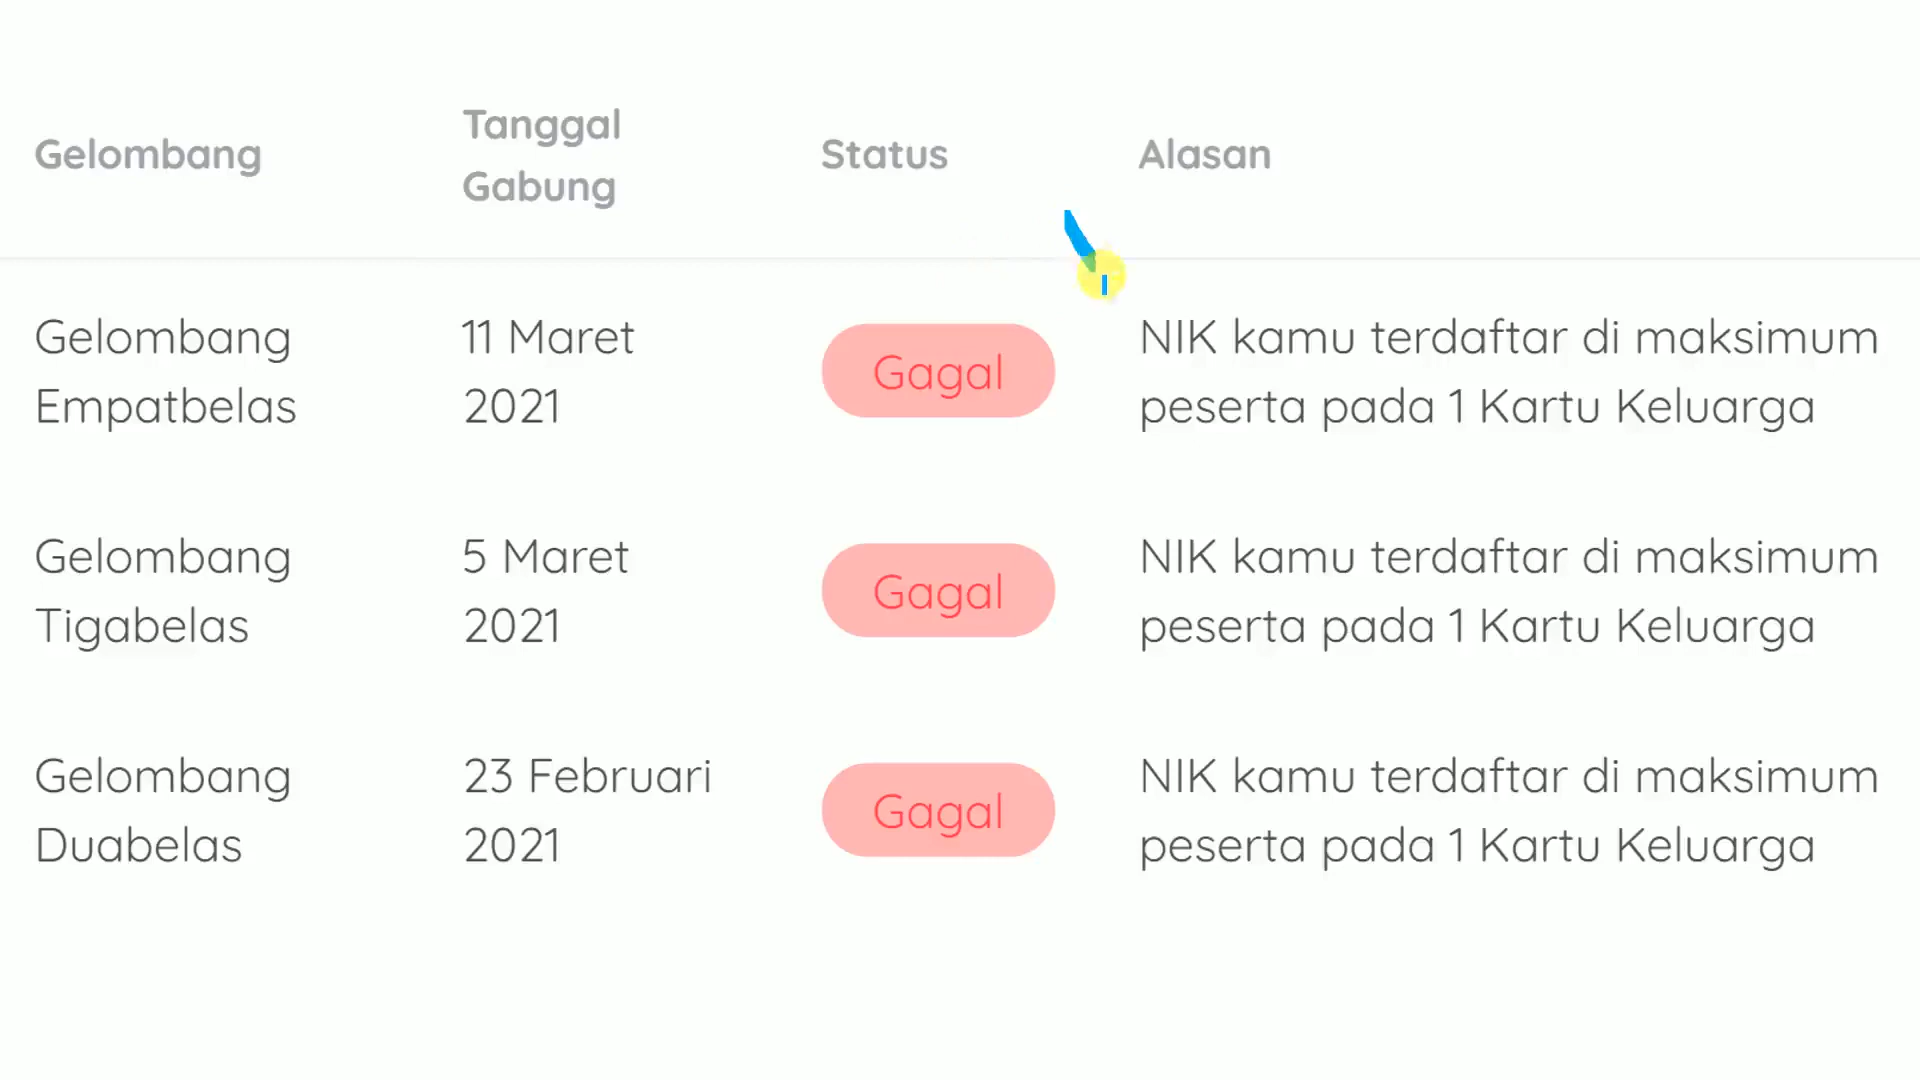 Gelombang
Tanggal
Gabung
Status
Alasan
Gelombang
Empatbelas
11 Maret
2021
Gagal
NIK kamu terdaftar di maksimum
peserta pada 1 Kartu Keluarga
Gelombang
Tigabelas
5 Maret
2021
Gagal
NIK kamu terdaftar di maksimum
peserta pada 1 Kartu Keluarga
Gelombang
Duabelas
23 Februari
2021
Gagal
NIK kamu terdaftar di maksimum
peserta pada 1 Kartu Keluarga